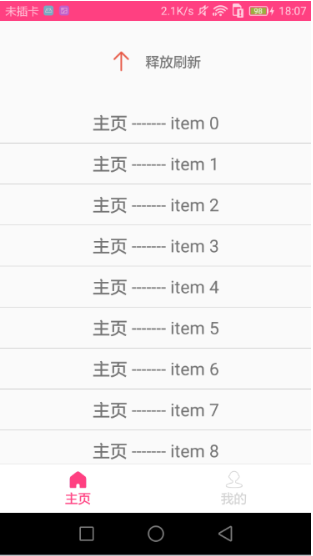 未插卡 2.1K/s 98 18:07
释放刷新
主页 ------- item 0
主页 ------- item 1
主页 ------- item 2
主页 ------- item 3
主页 ------- item 4
主页 ------- item 5
主页 ------- item 6
主页 ------- item 7
主页 ------- item 8
主页 我的